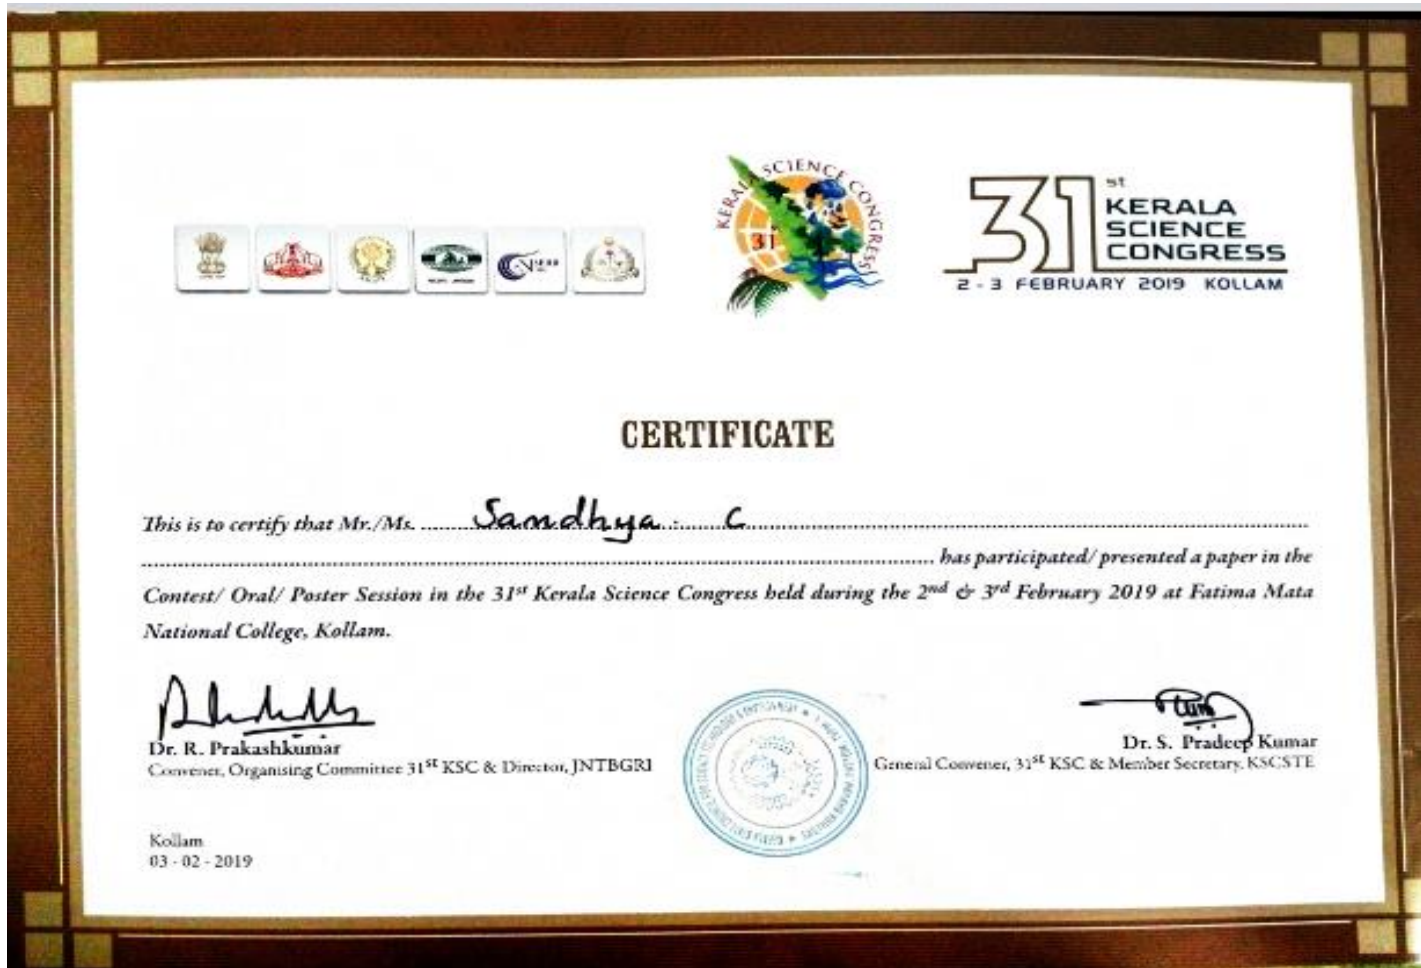 KERALA SCIENCE CONGRESS
31
31st
KERALA
SCIENCE
CONGRESS
2 - 3 FEBRUARY 2019 KOLLAM
CERTIFICATE
This is to certify that Mr./Ms. Sandhya. C
has participated/ presented a paper in the
Contest/ Oral/ Poster Session in the 31st Kerala Science Congress held during the 2nd & 3rd February 2019 at Fatima Mata
National College, Kollam.
Dr. R. Prakashkumar
Convener, Organising Committee 31st KSC & Director, JNTBGRI
Dr. S. Pradeep Kumar
General Convener, 31st KSC & Member Secretary, KSCSTE
Kollam
03 - 02 - 2019